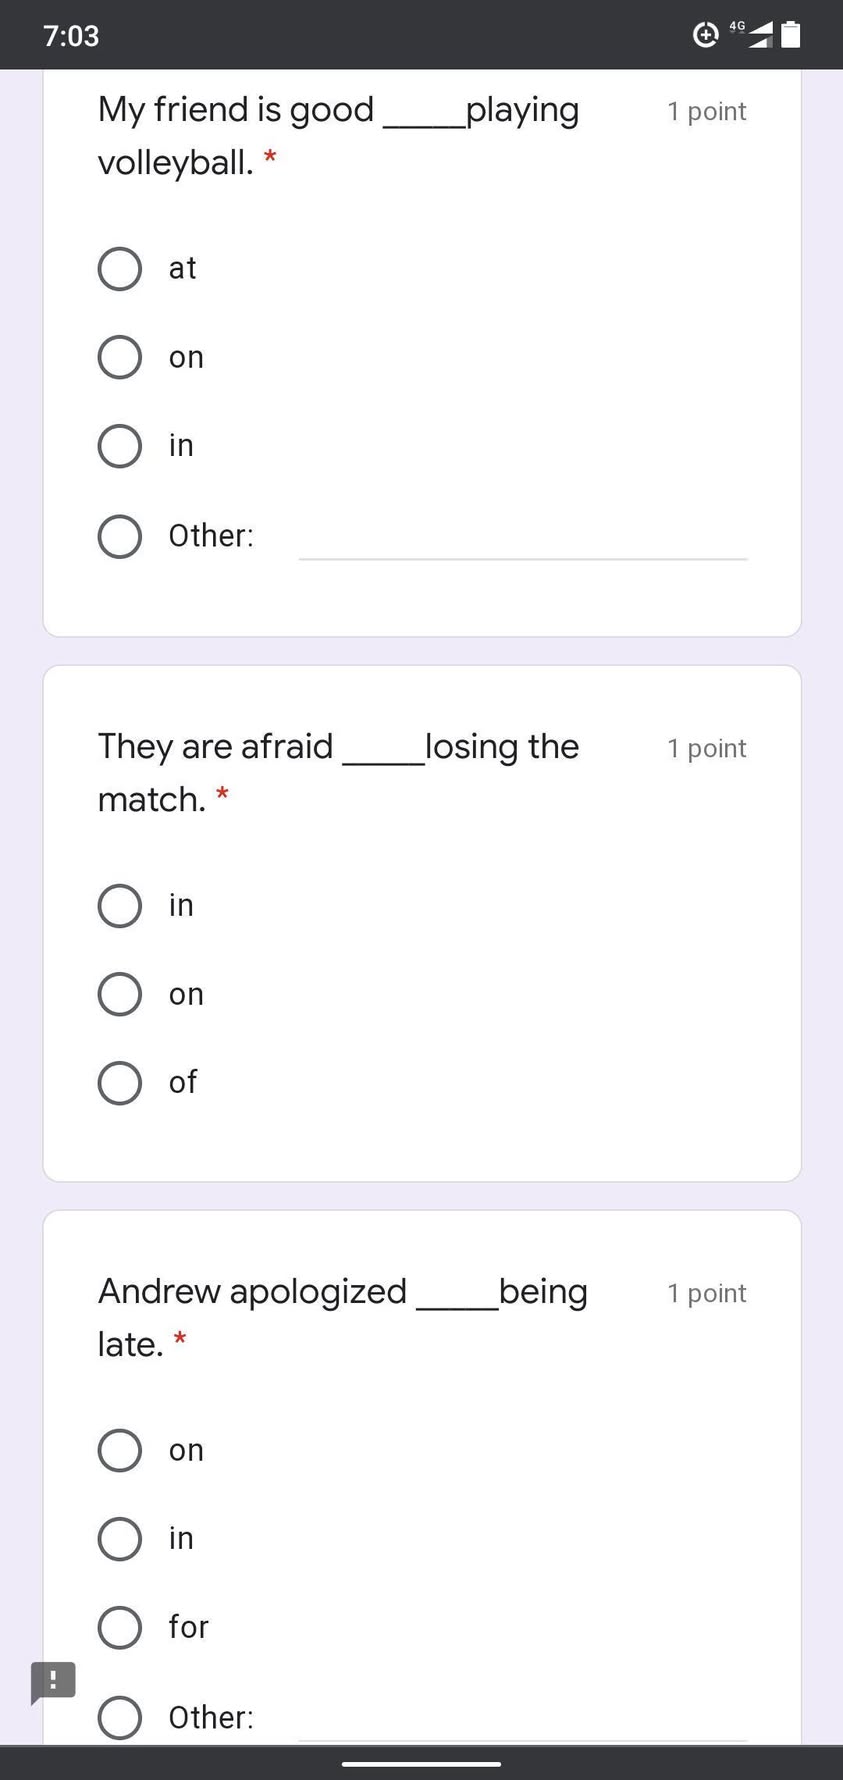 7:03
4G
My friend is good _____playing
volleyball. *
1 point
at
on
in
Other:
They are afraid _____losing the
match. *
1 point
in
on
of
Andrew apologized _____being
late. *
1 point
on
in
for
!
Other: